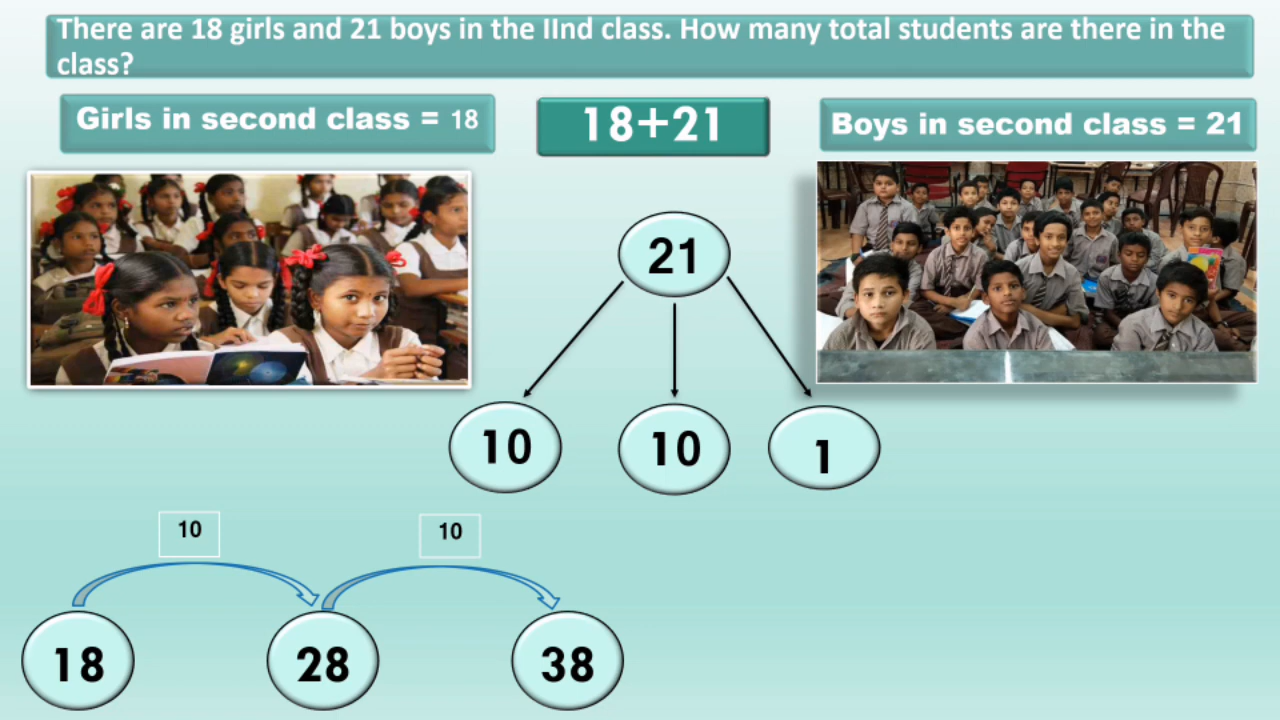 There are 18 girls and 21 boys in the IInd class. How many total students are there in the
class?
Girls in second class = 18
18+21
Boys in second class = 21
21
10
10
1
10
10
18
28
38